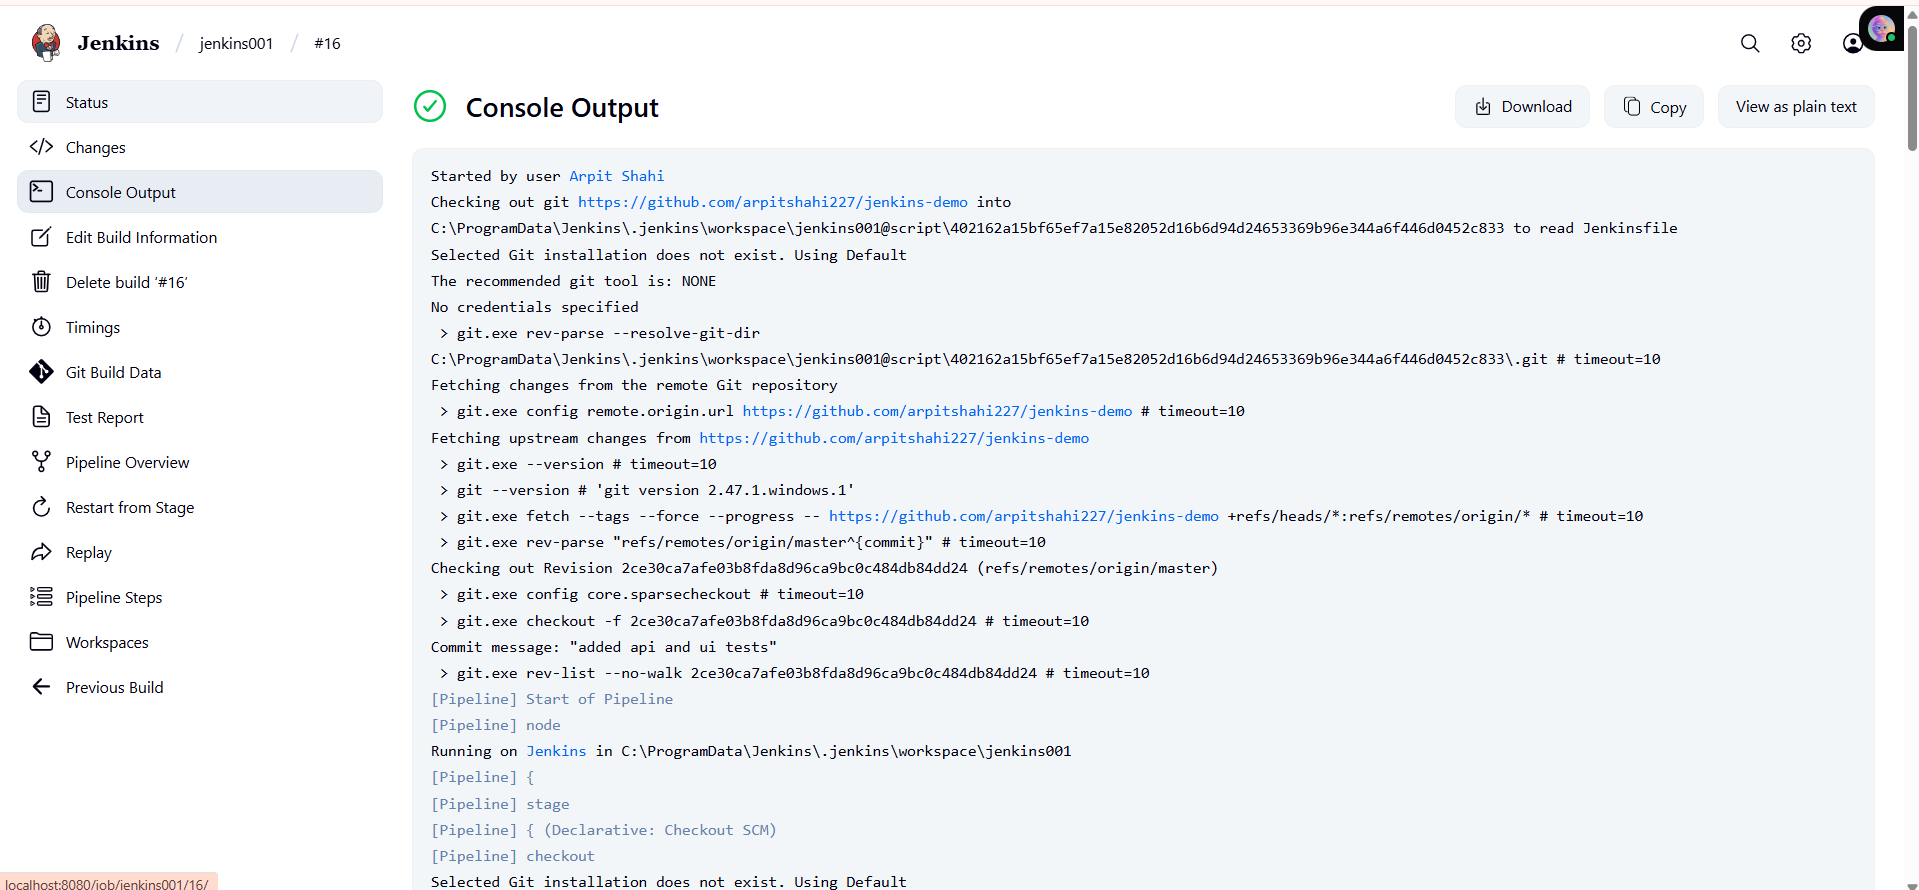 Jenkins / jenkins001 / #16
Status
Changes
Console Output
Edit Build Information
Delete build ‘#16’
Timings
Git Build Data
Test Report
Pipeline Overview
Restart from Stage
Replay
Pipeline Steps
Workspaces
Previous Build
Console Output
Download
Copy
View as plain text
Started by user Arpit Shahi
Checking out git https://github.com/arpitshahi227/jenkins-demo into
C:\ProgramData\Jenkins\.jenkins\workspace\jenkins001@script\402162a15bf65ef7a15e82052d16b6d94d24653369b96e344a6f446d0452c833 to read Jenkinsfile
Selected Git installation does not exist. Using Default
The recommended git tool is: NONE
No credentials specified
> git.exe rev-parse --resolve-git-dir
C:\ProgramData\Jenkins\.jenkins\workspace\jenkins001@script\402162a15bf65ef7a15e82052d16b6d94d24653369b96e344a6f446d0452c833\.git # timeout=10
Fetching changes from the remote Git repository
> git.exe config remote.origin.url https://github.com/arpitshahi227/jenkins-demo # timeout=10
Fetching upstream changes from https://github.com/arpitshahi227/jenkins-demo
> git.exe --version # timeout=10
> git --version # 'git version 2.47.1.windows.1'
> git.exe fetch --tags --force --progress -- https://github.com/arpitshahi227/jenkins-demo +refs/heads/*:refs/remotes/origin/* # timeout=10
> git.exe rev-parse "refs/remotes/origin/master^{commit}" # timeout=10
Checking out Revision 2ce30ca7afe03b8fda8d96ca9bc0c484db84dd24 (refs/remotes/origin/master)
> git.exe config core.sparsecheckout # timeout=10
> git.exe checkout -f 2ce30ca7afe03b8fda8d96ca9bc0c484db84dd24 # timeout=10
Commit message: "added api and ui tests"
> git.exe rev-list --no-walk 2ce30ca7afe03b8fda8d96ca9bc0c484db84dd24 # timeout=10
[Pipeline] Start of Pipeline
[Pipeline] node
Running on Jenkins in C:\ProgramData\Jenkins\.jenkins\workspace\jenkins001
[Pipeline] {
[Pipeline] stage
[Pipeline] { (Declarative: Checkout SCM)
[Pipeline] checkout
Selected Git installation does not exist. Using Default
localhost:8080/job/jenkins001/16/